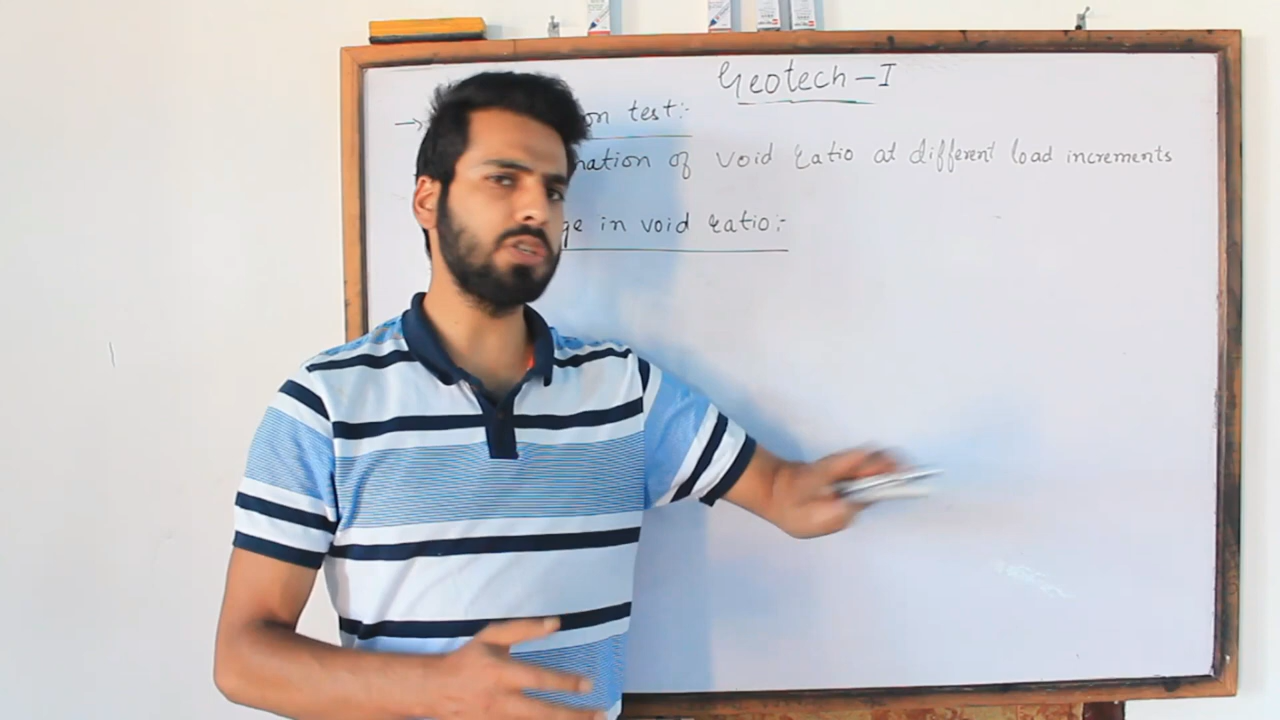 Geotech-I
→ on test:-
nation of void ratio at different load increments
ge in void ratio:-